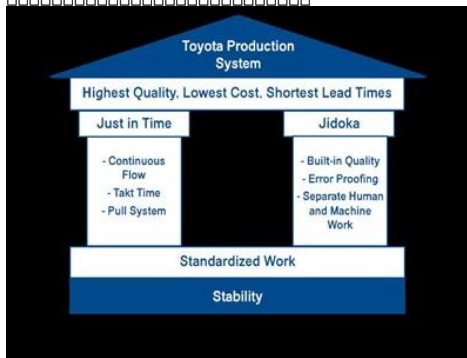 Toyota Production
System
Highest Quality, Lowest Cost, Shortest Lead Times
Just in Time
- Continuous
Flow
- Takt Time
- Pull System
Jidoka
- Built-in Quality
- Error Proofing
- Separate Human
and Machine
Work
Standardized Work
Stability